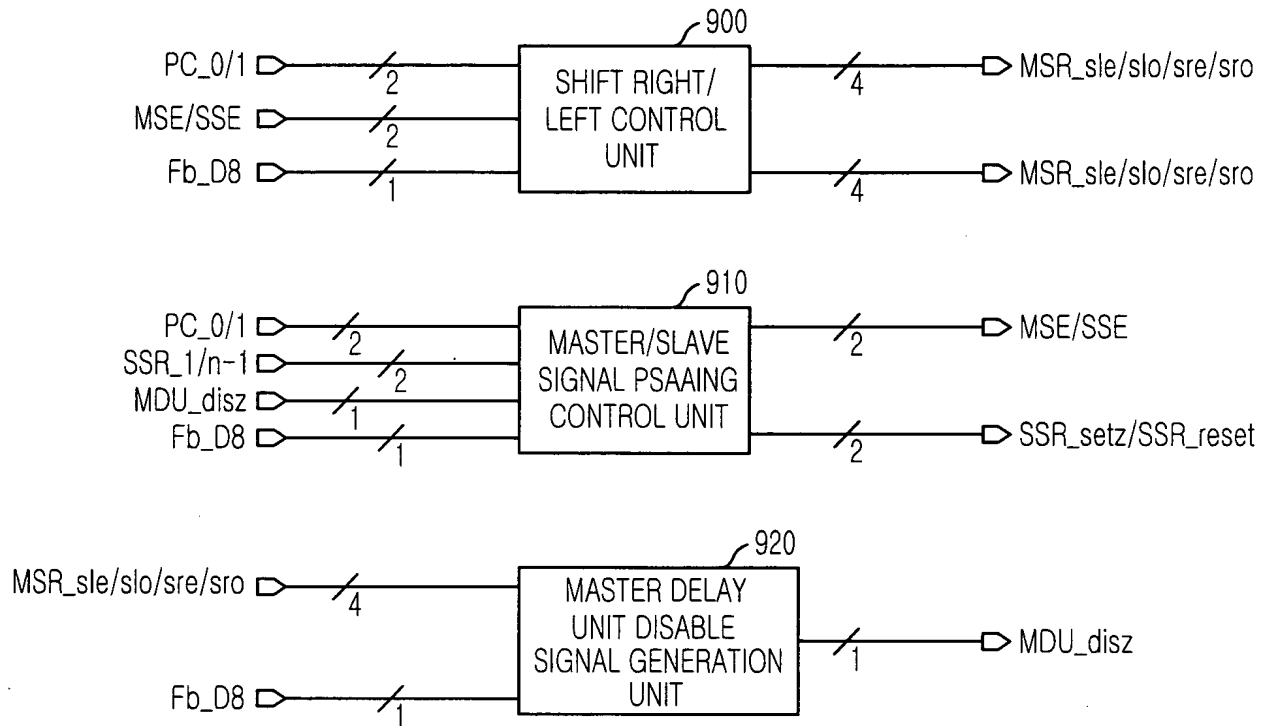 900
PC_0/1
2
MSE/SSE
2
Fb_D8
1
SHIFT RIGHT/
LEFT CONTROL
UNIT
4
MSR_sle/slo/sre/sro
4
MSR_sle/slo/sre/sro
910
PC_0/1
2
SSR_1/n-1
2
MDU_disz
1
Fb_D8
1
MASTER/SLAVE
SIGNAL PSAAING
CONTROL UNIT
2
MSE/SSE
2
SSR_setz/SSR_reset
920
MSR_sle/slo/sre/sro
4
Fb_D8
1
MASTER DELAY
UNIT DISABLE
SIGNAL GENERATION
UNIT
1
MDU_disz